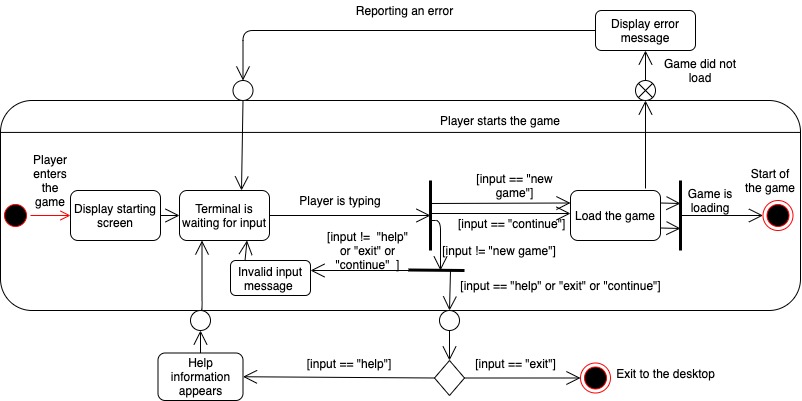 Reporting an error
Display error
message
Game did not
load
Player starts the game
Player
enters
the
game
Display starting
screen
Terminal is
waiting for input
Player is typing
[input == "new
game"]
[input == "continue"]
Load the game
Game is
loading
Start of
the game
[input != "help"
or "exit" or
"continue" ]
[input != "new game"]
Invalid input
message
[input == "help" or "exit" or "continue"]
Help
information
appears
[input == "help"]
[input == "exit"]
Exit to the desktop